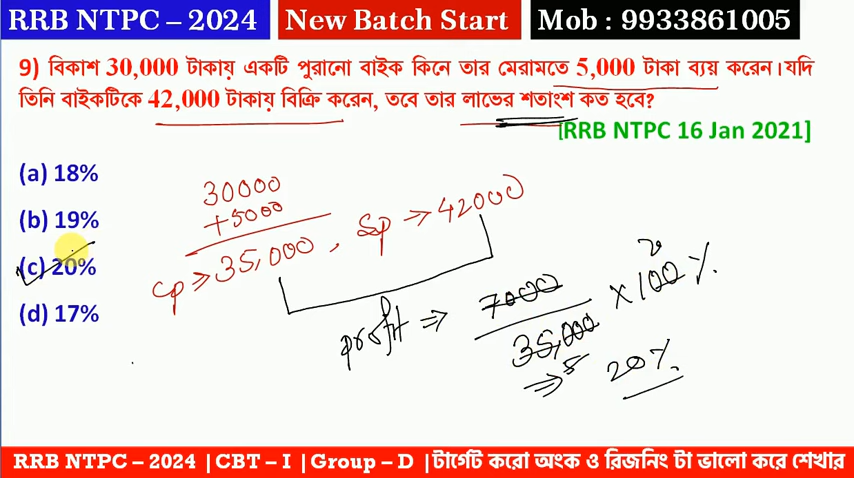 RRB NTPC – 2024 New Batch Start Mob : 9933861005
9) বিকাশ 30,000 টাকায় একটি পুরানো বাইক কিনে তার মেরামতে 5,000 টাকা ব্যয় করেন। যদি
তিনি বাইকটিকে 42,000 টাকায় বিক্রি করেন, তবে তার লাভের শতাংশ কত হবে?
[RRB NTPC 16 Jan 2021]
(a) 18%
(b) 19%
(c) 20%
(d) 17%
30000
+5000
CP ⇒ 35,000 , SP ⇒ 42000
profit ⇒ 7000
35,000
× 100 %.
20
5
⇒ 20%
RRB NTPC – 2024 |CBT – I |Group – D |টার্গেট করো অংক ও রিজনিং টা ভালো করে শেখার